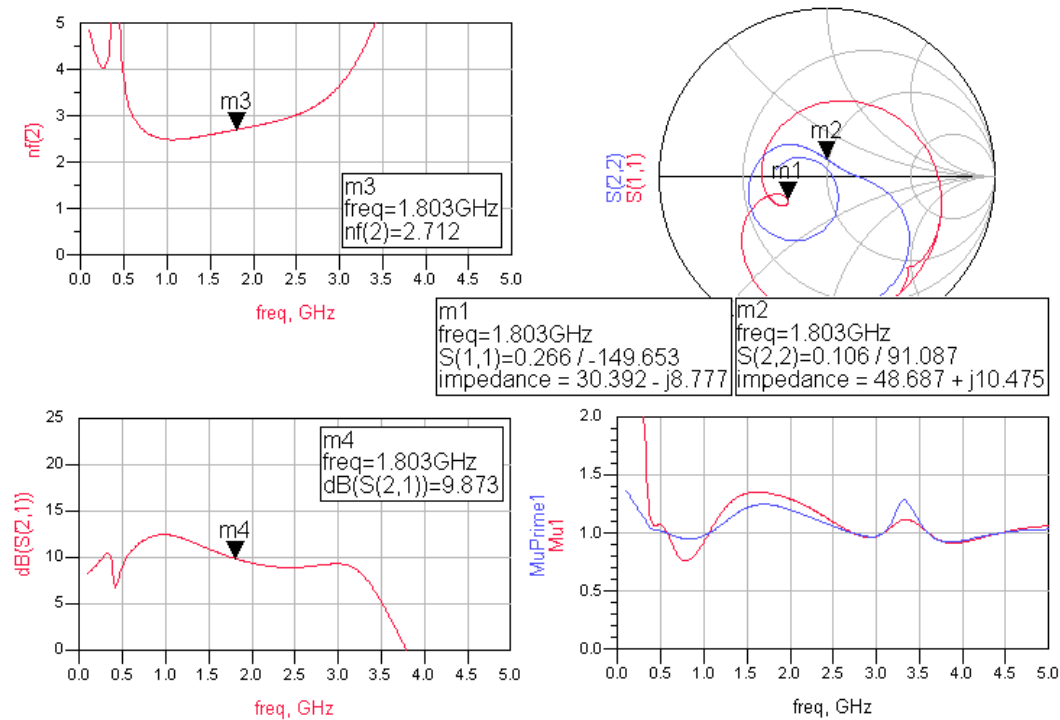 5
4
3
2
1
0
nf(2)
m3
m3
freq=1.803GHz
nf(2)=2.712
0.0 0.5 1.0 1.5 2.0 2.5 3.0 3.5 4.0 4.5 5.0
freq, GHz
S(2,2)
S(1,1)
m2
m1
m1
freq=1.803GHz
S(1,1)=0.266 / -149.653
impedance = 30.392 - j8.777
m2
freq=1.803GHz
S(2,2)=0.106 / 91.087
impedance = 48.687 + j10.475
25
20
15
10
5
0
dB(S(2,1))
m4
m4
freq=1.803GHz
dB(S(2,1))=9.873
0.0 0.5 1.0 1.5 2.0 2.5 3.0 3.5 4.0 4.5 5.0
freq, GHz
2.0
1.5
1.0
0.5
0.0
MuPrime1
Mu1
0.0 0.5 1.0 1.5 2.0 2.5 3.0 3.5 4.0 4.5 5.0
freq, GHz